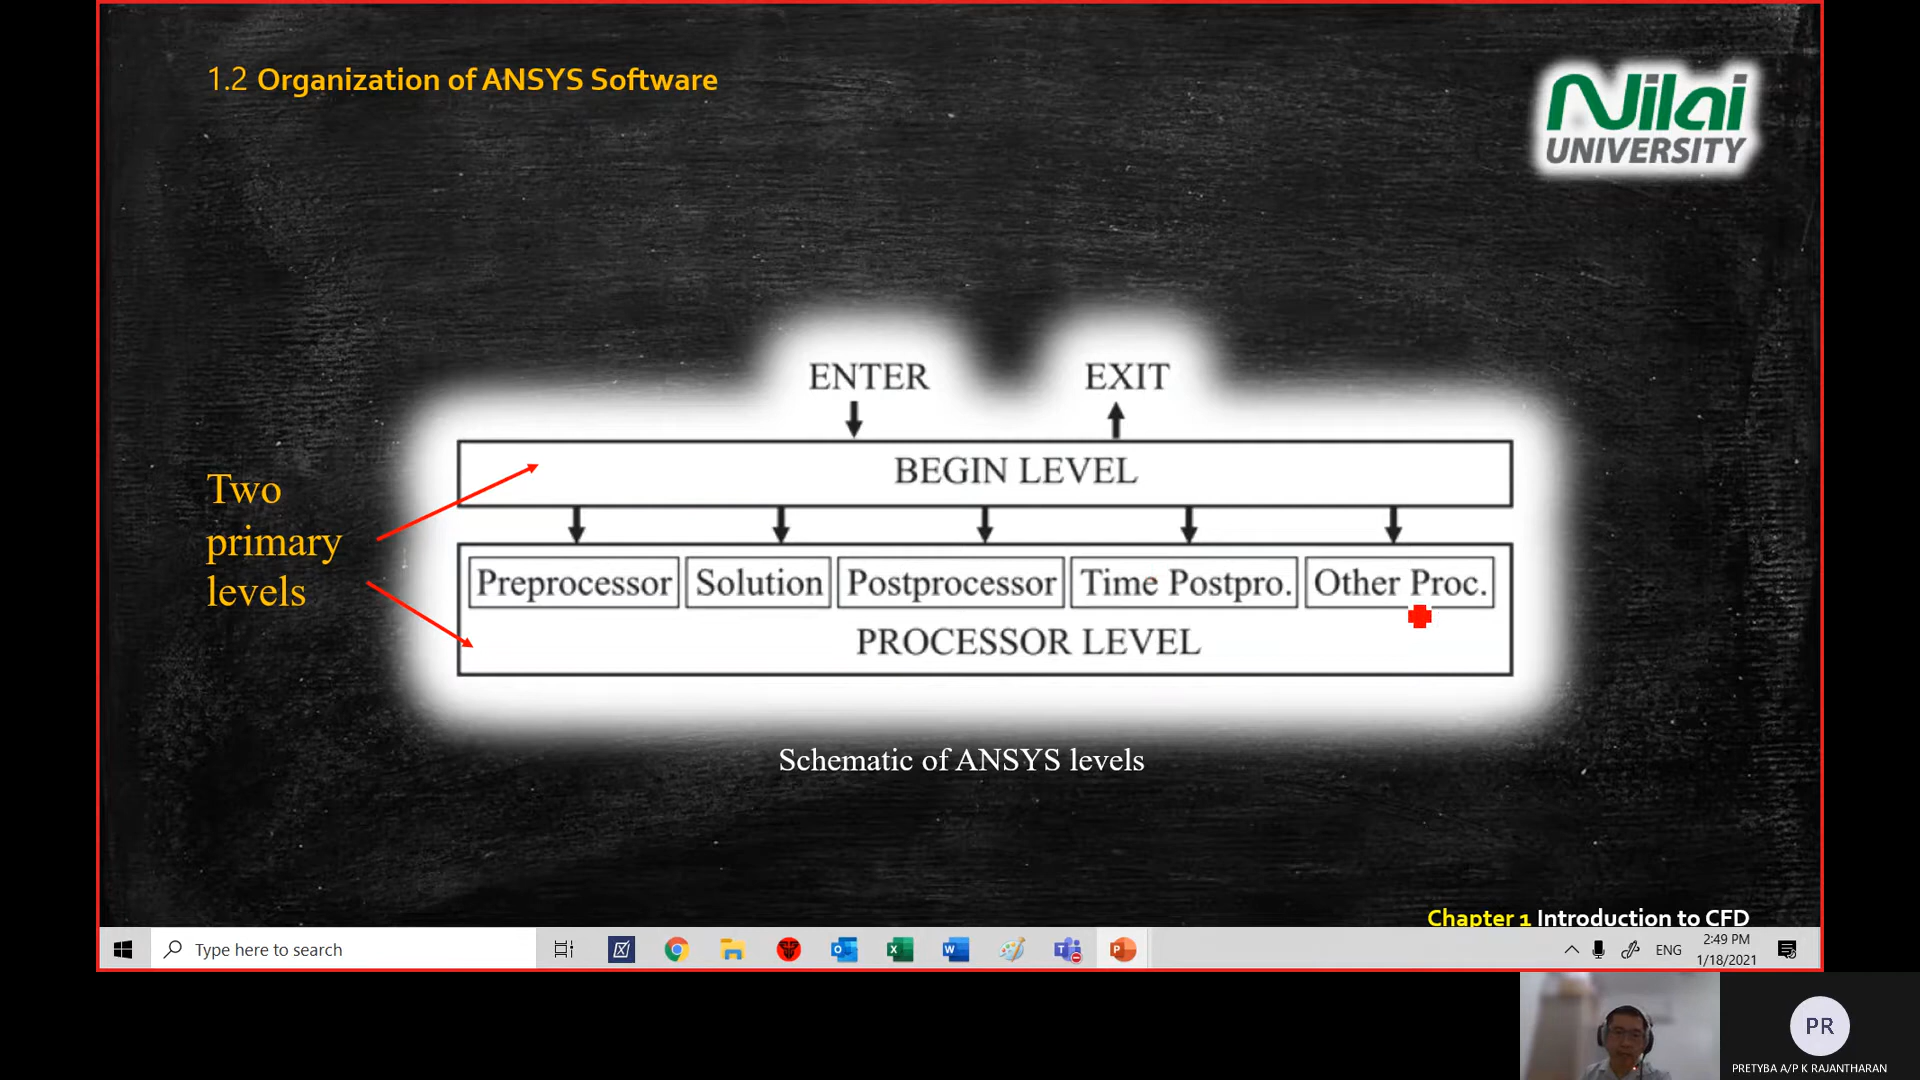 1.2 Organization of ANSYS Software
Nilai
UNIVERSITY
ENTER
EXIT
BEGIN LEVEL
Two
primary
levels
Preprocessor
Solution
Postprocessor
Time Postpro.
Other Proc.
PROCESSOR LEVEL
Schematic of ANSYS levels
Chapter 1 Introduction to CFD
Type here to search
ENG
2:49 PM
1/18/2021
PR
PRETYBA A/P K RAJANTHARAN